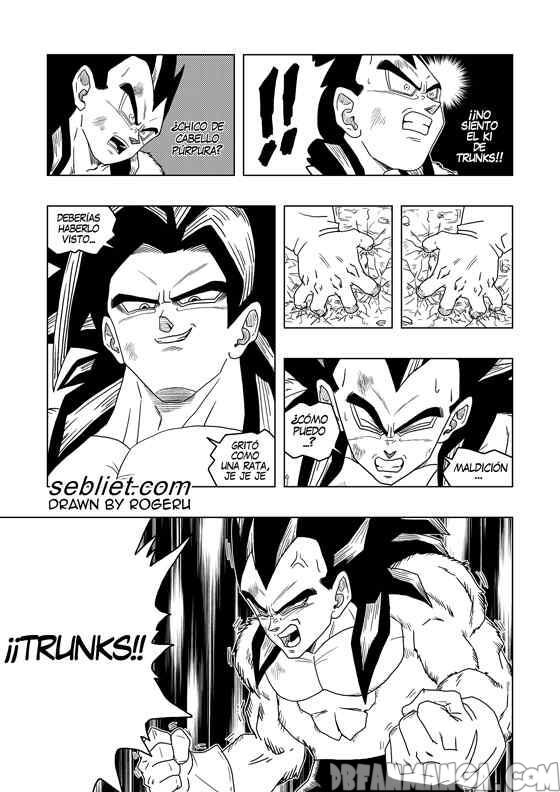 ¿CHICO DE
CABELLO
PURPURA?
!!
¡¡NO
SIENTO
EL KI
DE
TRUNKS!!
DEBERÍAS
HABERLO
VISTO...
GRITÓ
COMO
UNA RATA,
JE JE JE
¿CÓMO
PUEDO
...?
MALDICIÓN
...
sebliet.com
DRAWN BY ROGERU
¡¡TRUNKS!!
DBFANMANGA.COM